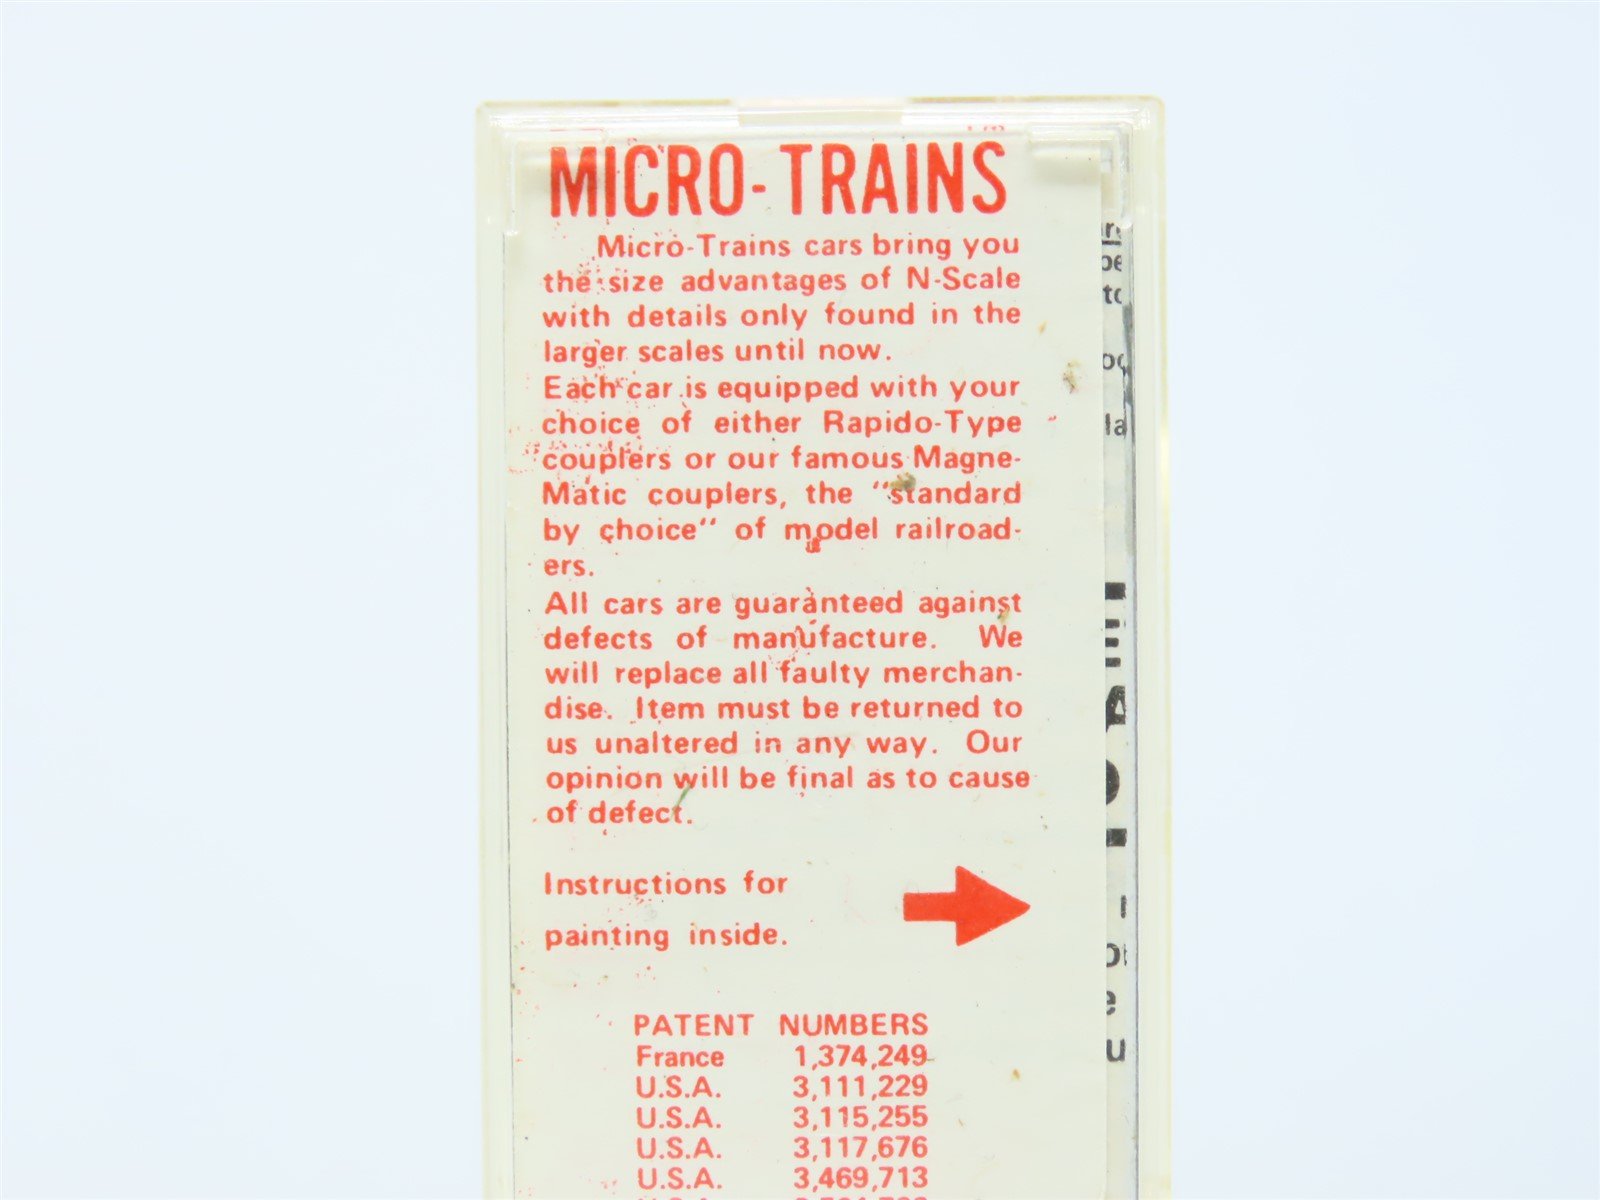 TM
MICRO-TRAINS
Micro-Trains cars bring you
the size advantages of N-Scale
with details only found in the
larger scales until now.
Each car is equipped with your
choice of either Rapido-Type
couplers or our famous Magne-
Matic couplers, the "standard
by choice" of model railroad-
ers.
All cars are guaranteed against
defects of manufacture. We
will replace all faulty merchan-
dise. Item must be returned to
us unaltered in any way. Our
opinion will be final as to cause
of defect.
Instructions for
painting inside.
PATENT NUMBERS
France 1,374,249
U.S.A. 3,111,229
U.S.A. 3,115,255
U.S.A. 3,117,676
U.S.A. 3,469,713